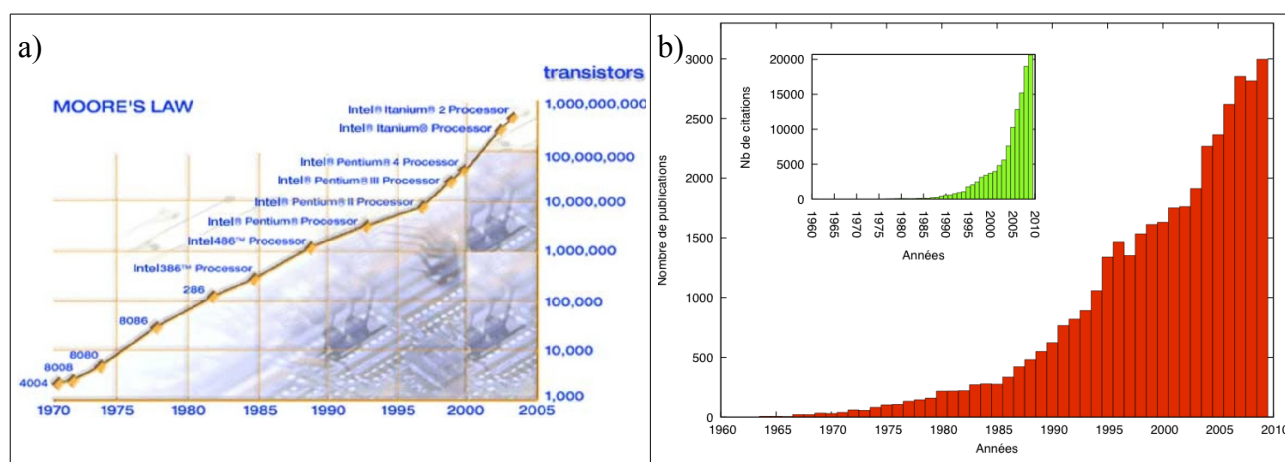 a)
transistors
MOORE'S LAW
1,000,000,000
Intel® Itanium® 2 Processor
Intel® Itanium® Processor
100,000,000
Intel® Pentium® 4 Processor
Intel® Pentium® III Processor
10,000,000
Intel® Pentium® II Processor
Intel® Pentium® Processor
Intel486™ Processor
1,000,000
Intel386™ Processor
286
100,000
8086
8080
10,000
8008
4004
1,000
1970 1975 1980 1985 1990 1995 2000 2005
b)
Nombre de publications
3000
2500
2000
1500
1000
500
0
1960 1965 1970 1975 1980 1985 1990 1995 2000 2005 2010
Années
Nb de citations
20000
15000
10000
5000
0
1960 1965 1970 1975 1980 1985 1990 1995 2000 2005 2010
Années